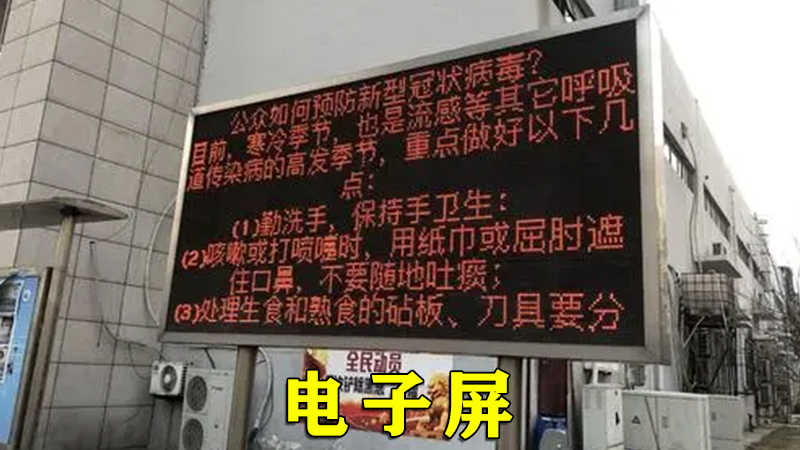 公众如何预防新型冠状病毒？
目前，寒冷季节，也是流感等其它呼吸
道传染病的高发季节，重点做好以下几
点：
(1)勤洗手，保持手卫生：
(2)咳嗽或打喷嚏时，用纸巾或屈肘遮
住口鼻，不要随地吐痰；
(3)处理生食和熟食的砧板、刀具要分
全民动员
电子屏